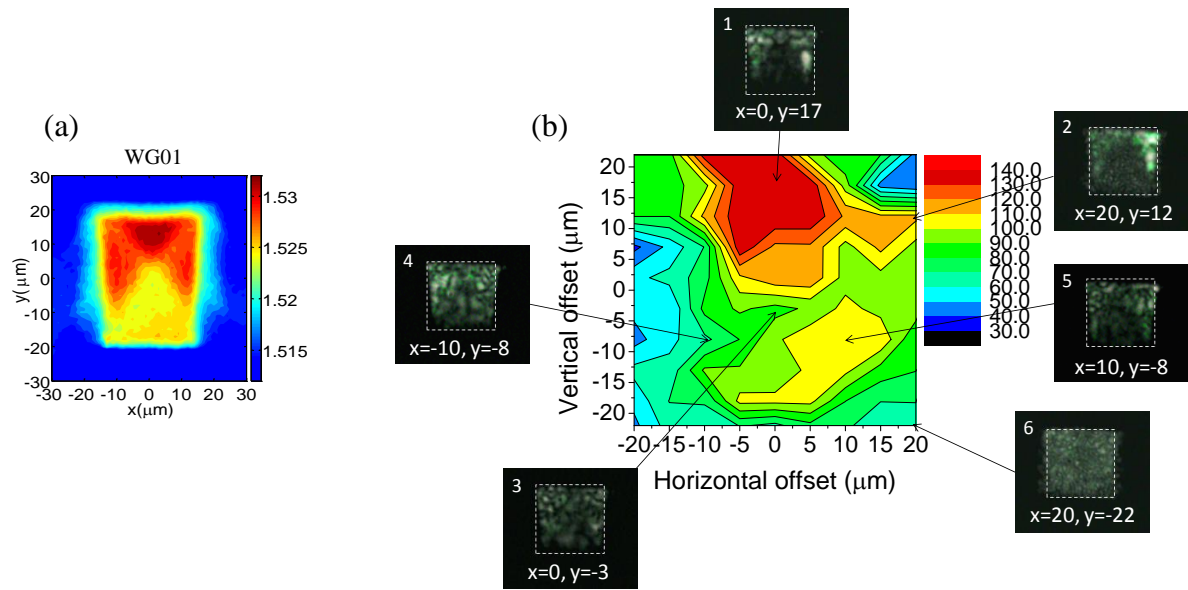 (a)
WG01
30
20
10
0
-10
-20
-30
y(μm)
-30 -20 -10 0 10 20 30
x(μm)
1.53
1.525
1.52
1.515
(b)
1
x=0, y=17
2
x=20, y=12
4
x=-10, y=-8
5
x=10, y=-8
3
x=0, y=-3
6
x=20, y=-22
20
15
10
5
0
-5
-10
-15
-20
Vertical offset (μm)
-20 -15 -10 -5 0 5 10 15 20
Horizontal offset (μm)
140.0
130.0
120.0
110.0
100.0
90.0
80.0
70.0
60.0
50.0
40.0
30.0